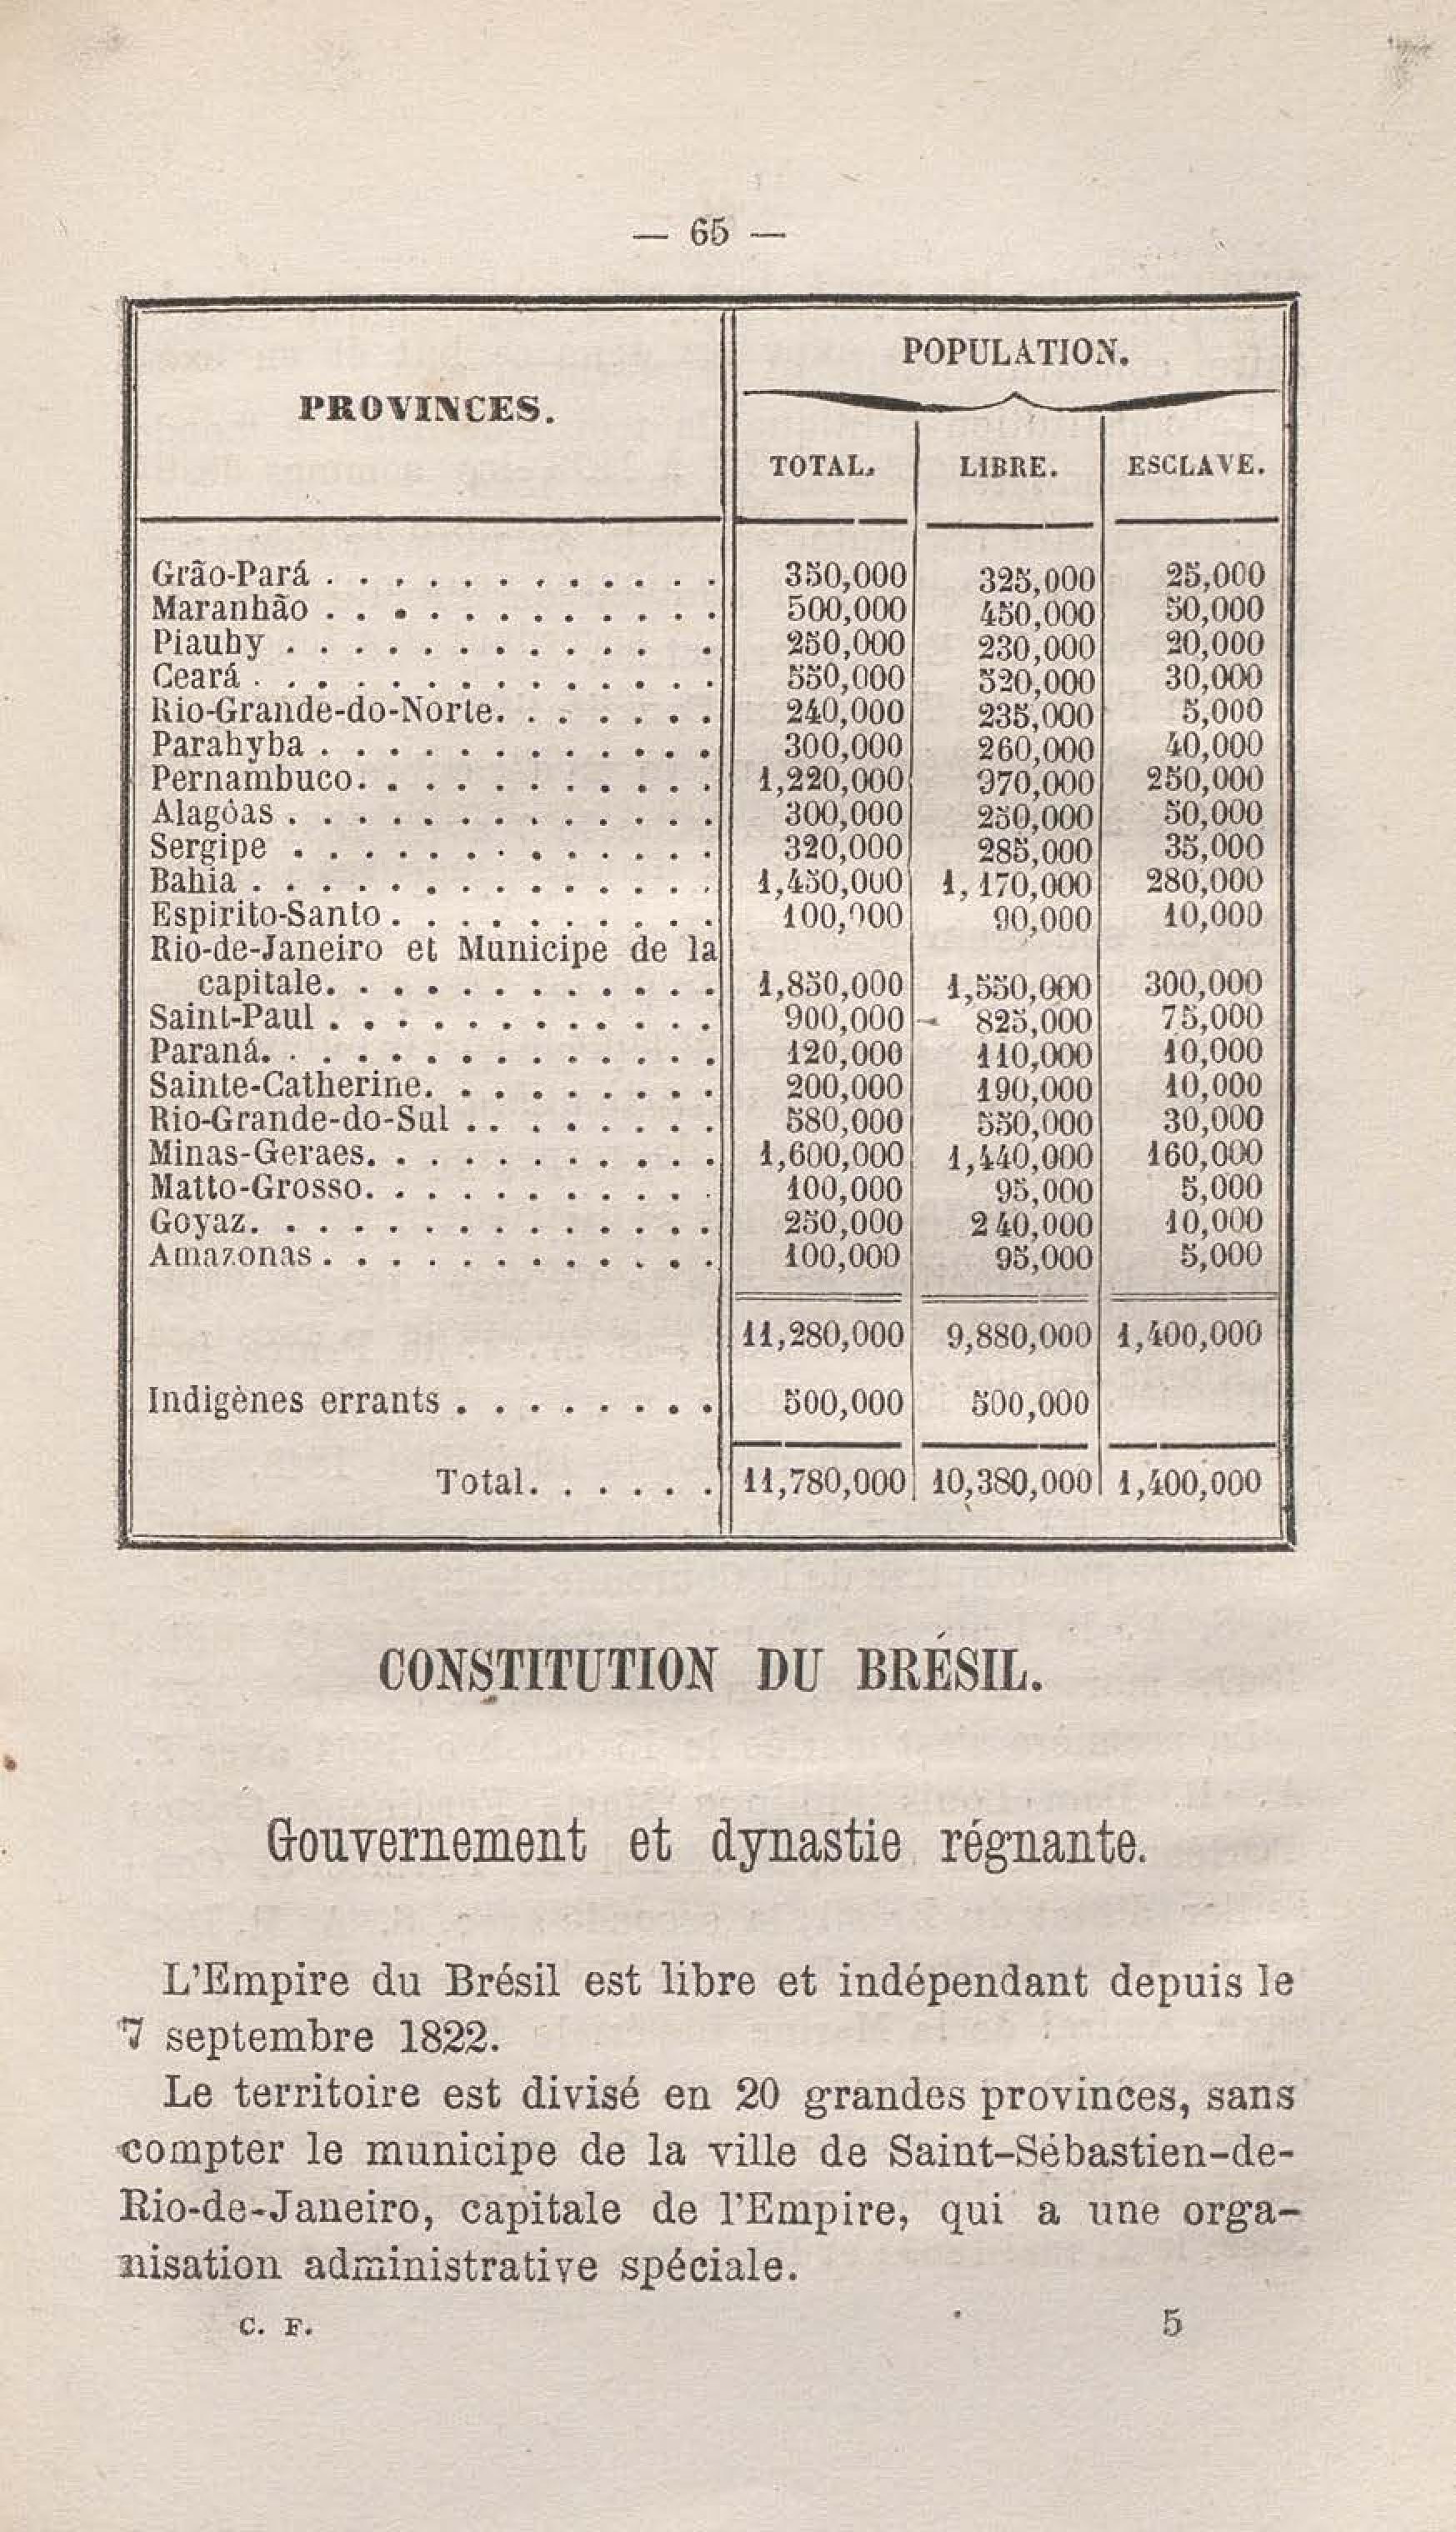 — 65 —
PROVINCES.
POPULATION.
TOTAL. LIBRE. ESCLAVE.
Grão-Pará . . . . . . . . . . . . 350,000 325,000 25,000
Maranhão . . . . . . . . . . . . 500,000 450,000 50,000
Piauhy . . . . . . . . . . . . 250,000 230,000 20,000
Ceará . . . . . . . . . . . . . . 550,000 520,000 30,000
Rio-Grande-do-Norte. . . . . . . 240,000 235,000 5,000
Parahyba . . . . . . . . . . . . 300,000 260,000 40,000
Pernambuco. . . . . . . . . . . 1,220,000 970,000 250,000
Alagôas . . . . . . . . . . . . . 300,000 250,000 50,000
Sergipe . . . . . . . . . . . . . 320,000 285,000 35,000
Bahia . . . . . . . . . . . . . . 1,450,000 1,170,000 280,000
Espirito-Santo . . . . . . . . . . 100,000 90,000 10,000
Rio-de-Janeiro et Municipe de la
capitale. . . . . . . . . . . . 1,850,000 1,550,000 300,000
Saint-Paul . . . . . . . . . . . . 900,000 825,000 75,000
Paraná. . . . . . . . . . . . . . 120,000 110,000 10,000
Sainte-Catherine. . . . . . . . . 200,000 190,000 10,000
Rio-Grande-do-Sul . . . . . . . . 580,000 550,000 30,000
Minas-Geraes. . . . . . . . . . . 1,600,000 1,440,000 160,000
Matto-Grosso. . . . . . . . . . . 100,000 95,000 5,000
Goyaz. . . . . . . . . . . . . . 250,000 240,000 10,000
Amazonas . . . . . . . . . . . . 100,000 95,000 5,000
11,280,000 9,880,000 1,400,000
Indigènes errants . . . . . . . . 500,000 500,000
Total. . . . . . 11,780,000 10,380,000 1,400,000
CONSTITUTION DU BRÉSIL.
Gouvernement et dynastie régnante.
L'Empire du Brésil est libre et indépendant depuis le
7 septembre 1822.
Le territoire est divisé en 20 grandes provinces, sans
compter le municipe de la ville de Saint-Sébastien-de-
Rio-de-Janeiro, capitale de l'Empire, qui a une orga-
nisation administrative spéciale.
C. F. 5